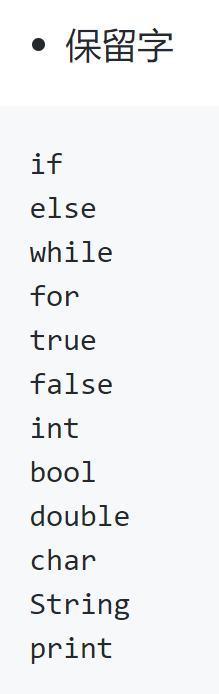 • 保留字
if
else
while
for
true
false
int
bool
double
char
String
print